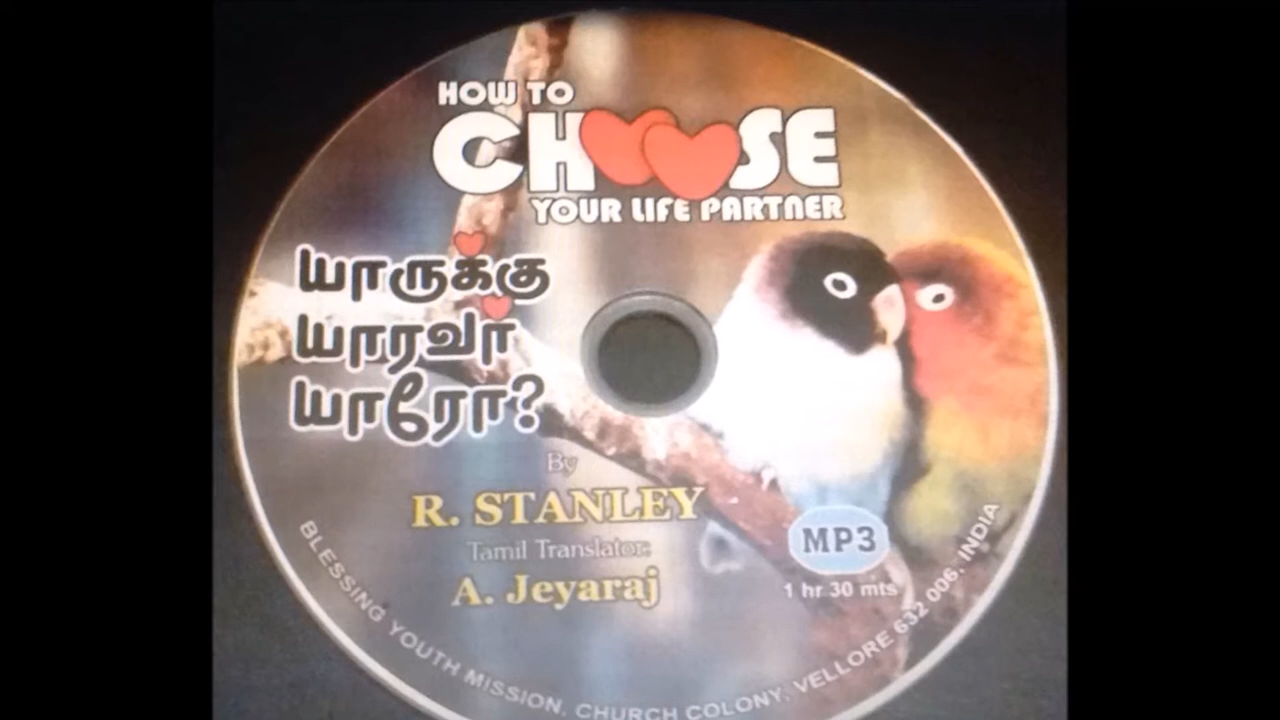 HOW TO
CHOOSE
YOUR LIFE PARTNER
யாருக்கு
யாரவா
யாரோ?
By
R. STANLEY
Tamil Translator:
A. Jeyaraj
MP3
1 hr 30 mts
BLESSING YOUTH MISSION, CHURCH COLONY, VELLORE 632 006. INDIA